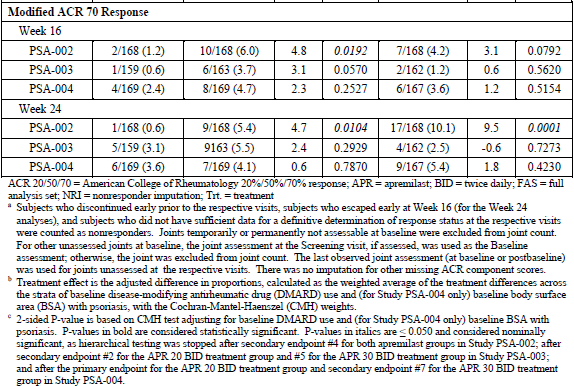 Modified ACR 70 Response
Week 16
PSA-002 2/168 (1.2) 10/168 (6.0) 4.8 0.0192 7/168 (4.2) 3.1 0.0792
PSA-003 1/159 (0.6) 6/163 (3.7) 3.1 0.0570 2/162 (1.2) 0.6 0.5620
PSA-004 4/169 (2.4) 8/169 (4.7) 2.3 0.2527 6/167 (3.6) 1.2 0.5154
Week 24
PSA-002 1/168 (0.6) 9/168 (5.4) 4.7 0.0104 17/168 (10.1) 9.5 0.0001
PSA-003 5/159 (3.1) 9163 (5.5) 2.4 0.2929 4/162 (2.5) -0.6 0.7273
PSA-004 6/169 (3.6) 7/169 (4.1) 0.6 0.7870 9/167 (5.4) 1.8 0.4230
ACR 20/50/70 = American College of Rheumatology 20%/50%/70% response; APR = apremilast; BID = twice daily; FAS = full
analysis set; NRI = nonresponder imputation; Trt. = treatment
a Subjects who discontinued early prior to the respective visits, subjects who escaped early at Week 16 (for the Week 24
analyses), and subjects who did not have sufficient data for a definitive determination of response status at the respective visits
were counted as nonresponders. Joints temporarily or permanently not assessable at baseline were excluded from joint count.
For other unassessed joints at baseline, the joint assessment at the Screening visit, if assessed, was used as the Baseline
assessment; otherwise, the joint was excluded from joint count. The last observed joint assessment (at baseline or postbaseline)
was used for joints unassessed at the respective visits. There was no imputation for other missing ACR component scores.
b Treatment effect is the adjusted difference in proportions, calculated as the weighted average of the treatment differences across
the strata of baseline disease-modifying antirheumatic drug (DMARD) use and (for Study PSA-004 only) baseline body surface
area (BSA) with psoriasis, with the Cochran-Mantel-Haenszel (CMH) weights.
c 2-sided P-value is based on CMH test adjusting for baseline DMARD use and (for Study PSA-004 only) baseline BSA with
psoriasis. P-values in bold are considered statistically significant. P-values in italics are ≤ 0.050 and considered nominally
significant, as hierarchical testing was stopped after secondary endpoint #4 for both apremilast groups in Study PSA-002; after
secondary endpoint #2 for the APR 20 BID treatment group and #5 for APR 30 BID treatment group in Study PSA-003;
and after the primary endpoint for the APR 20 BID treatment group and secondary endpoint #7 for the APR 30 BID treatment
group in Study PSA-004.